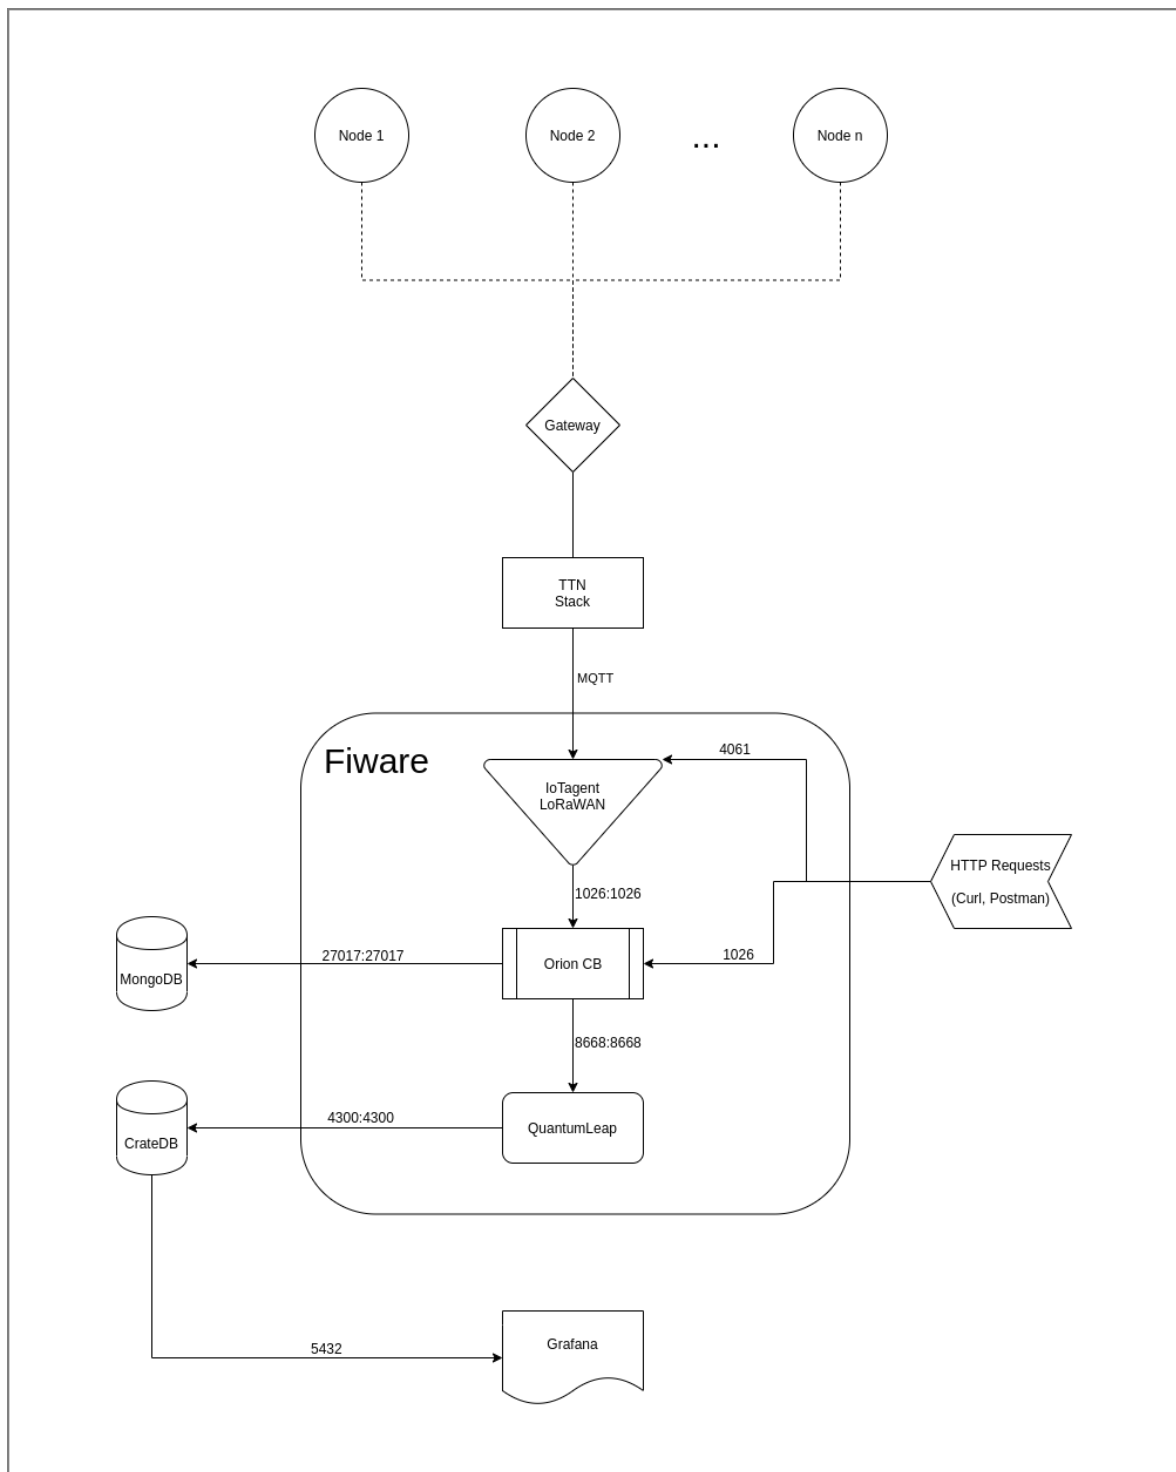 Node 1
Node 2
...
Node n
Gateway
TTN
Stack
MQTT
Fiware
4061
IoTagent
LoRaWAN
HTTP Requests
(Curl, Postman)
1026:1026
27017:27017
Orion CB
1026
MongoDB
8668:8668
4300:4300
QuantumLeap
CrateDB
Grafana
5432